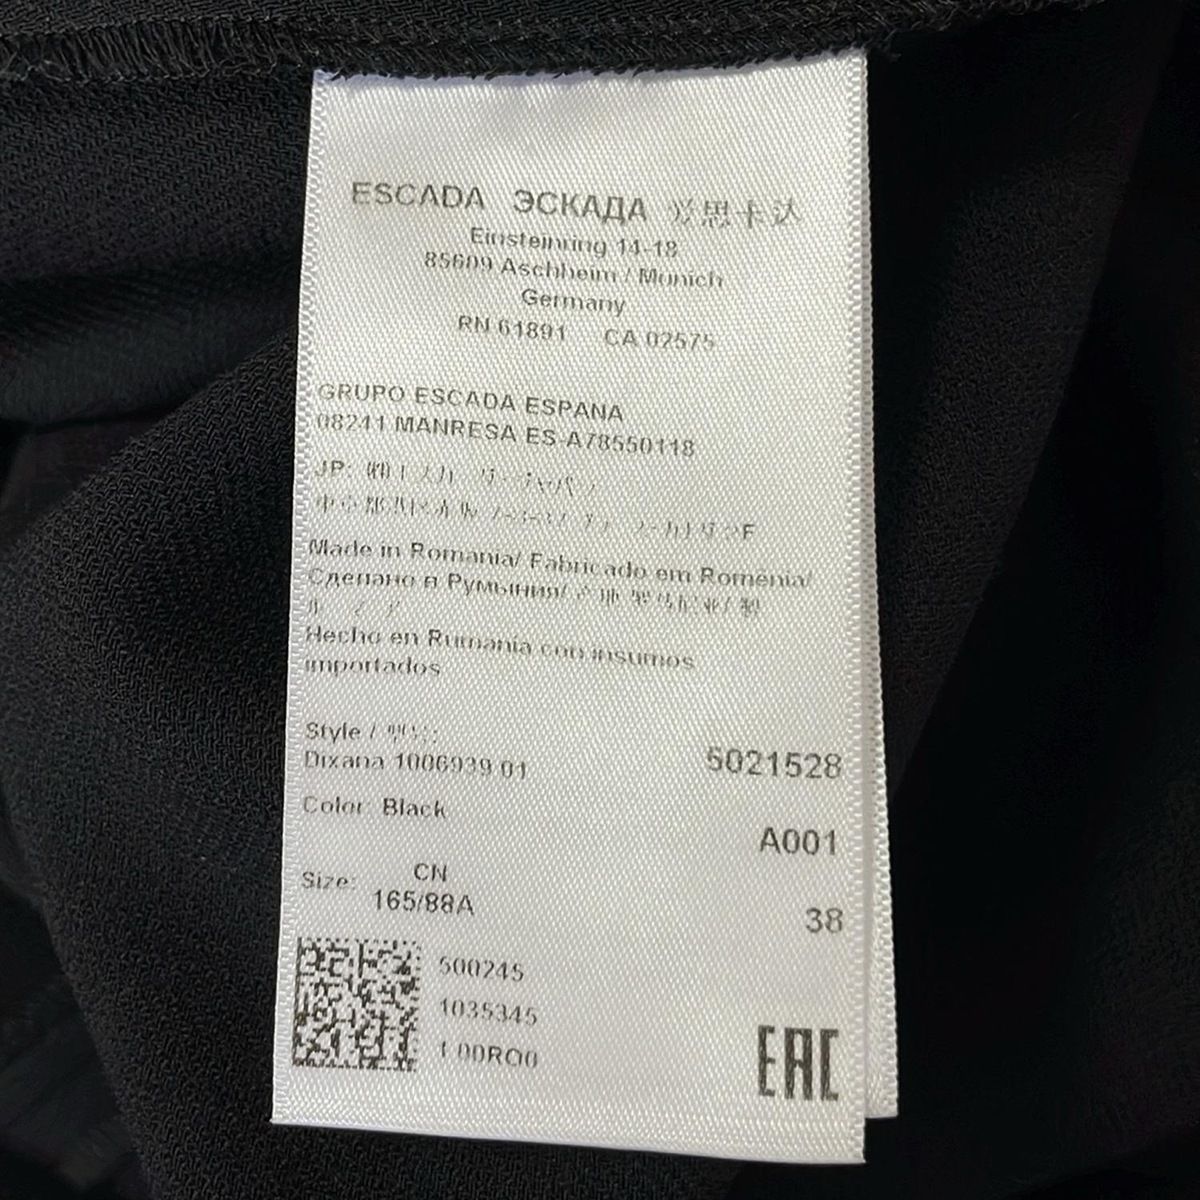 ESCADA ЭСКАДА 思卡达
Einsteinring 14-18
85609 Aschheim / Munich
Germany
RN 61891 CA 02575
GRUPO ESCADA ESPANA
08241 MANRESA ES-A78550118
JP:
F
Made in Romania/ Fabricado em Romênia/
Сделано в Румынии/
Hecho en Rumania con insumos
importados
Style /
Dixana 1006939 01 5021528
Color: Black A001
CN
Size: 165/88A 38
500245
1035345
1 00RO0
EAC